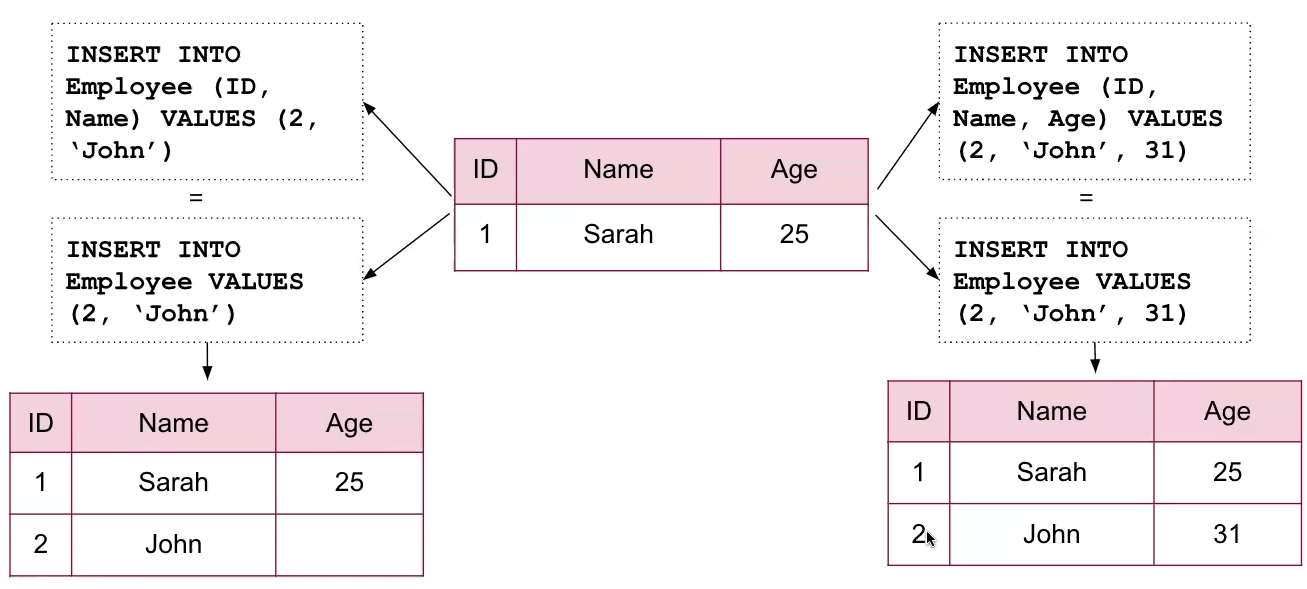 INSERT INTO
Employee (ID,
Name) VALUES (2,
‘John’)
=
INSERT INTO
Employee VALUES
(2, ‘John’)
ID Name Age
1 Sarah 25
2 John
ID Name Age
1 Sarah 25
INSERT INTO
Employee (ID,
Name, Age) VALUES
(2, ‘John’, 31)
=
INSERT INTO
Employee VALUES
(2, ‘John’, 31)
ID Name Age
1 Sarah 25
2 John 31